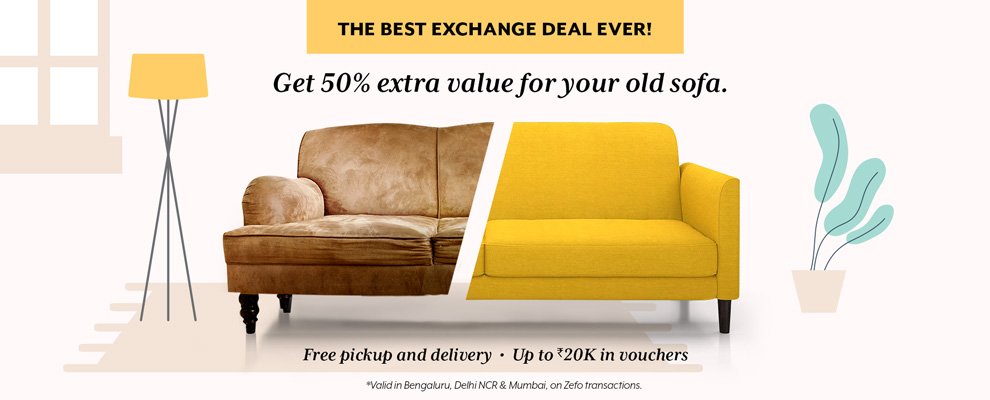 THE BEST EXCHANGE DEAL EVER!
Get 50% extra value for your old sofa.
Free pickup and delivery • Up to ₹20K in vouchers
*Valid in Bengaluru, Delhi NCR & Mumbai, on Zefo transactions.